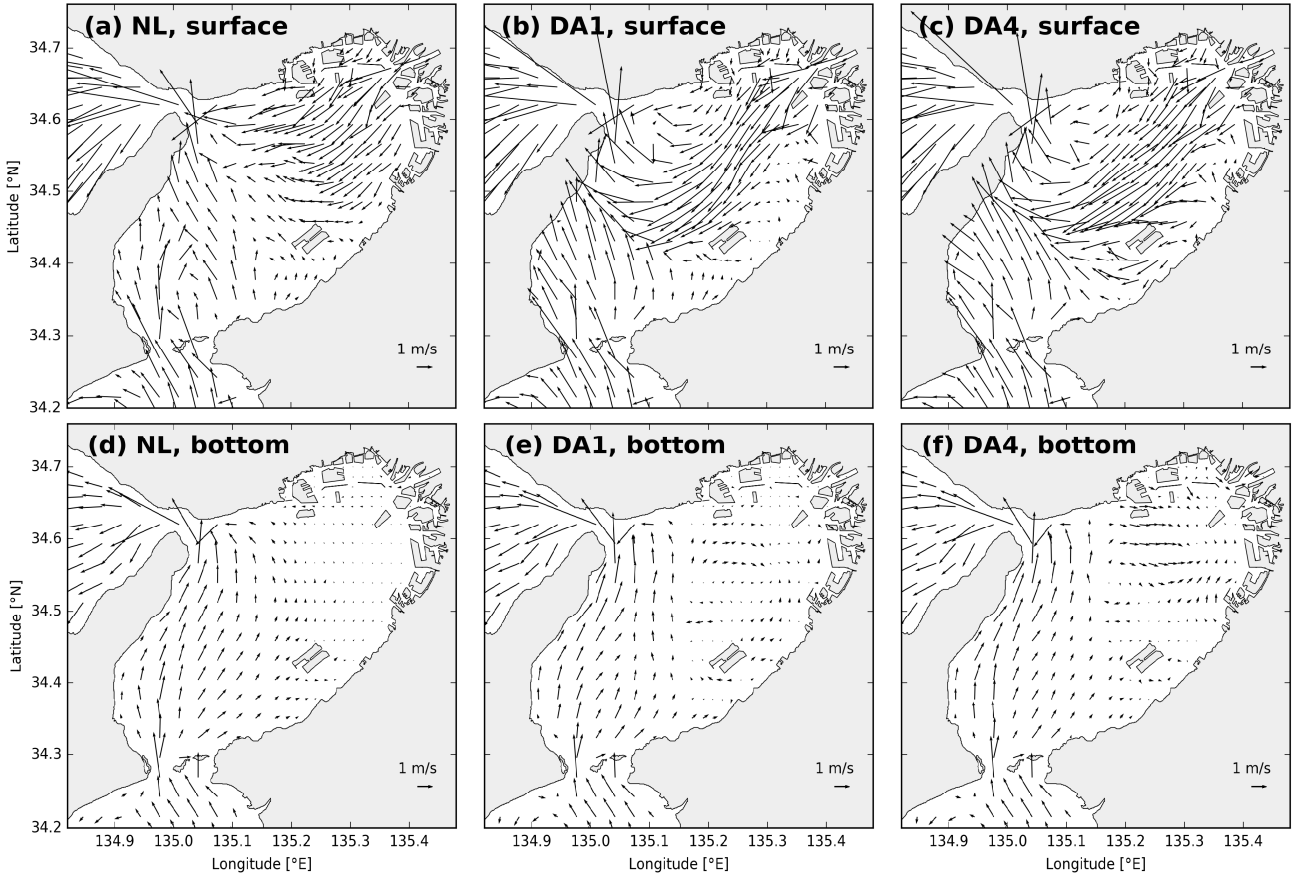 (a) NL, surface
(b) DA1, surface
(c) DA4, surface
34.7
34.6
34.5
34.4
34.3
34.2
Latitude [°N]
1 m/s
1 m/s
1 m/s
(d) NL, bottom
(e) DA1, bottom
(f) DA4, bottom
34.7
34.6
34.5
34.4
34.3
34.2
Latitude [°N]
1 m/s
1 m/s
1 m/s
134.9 135.0 135.1 135.2 135.3 135.4
134.9 135.0 135.1 135.2 135.3 135.4
134.9 135.0 135.1 135.2 135.3 135.4
Longitude [°E]
Longitude [°E]
Longitude [°E]